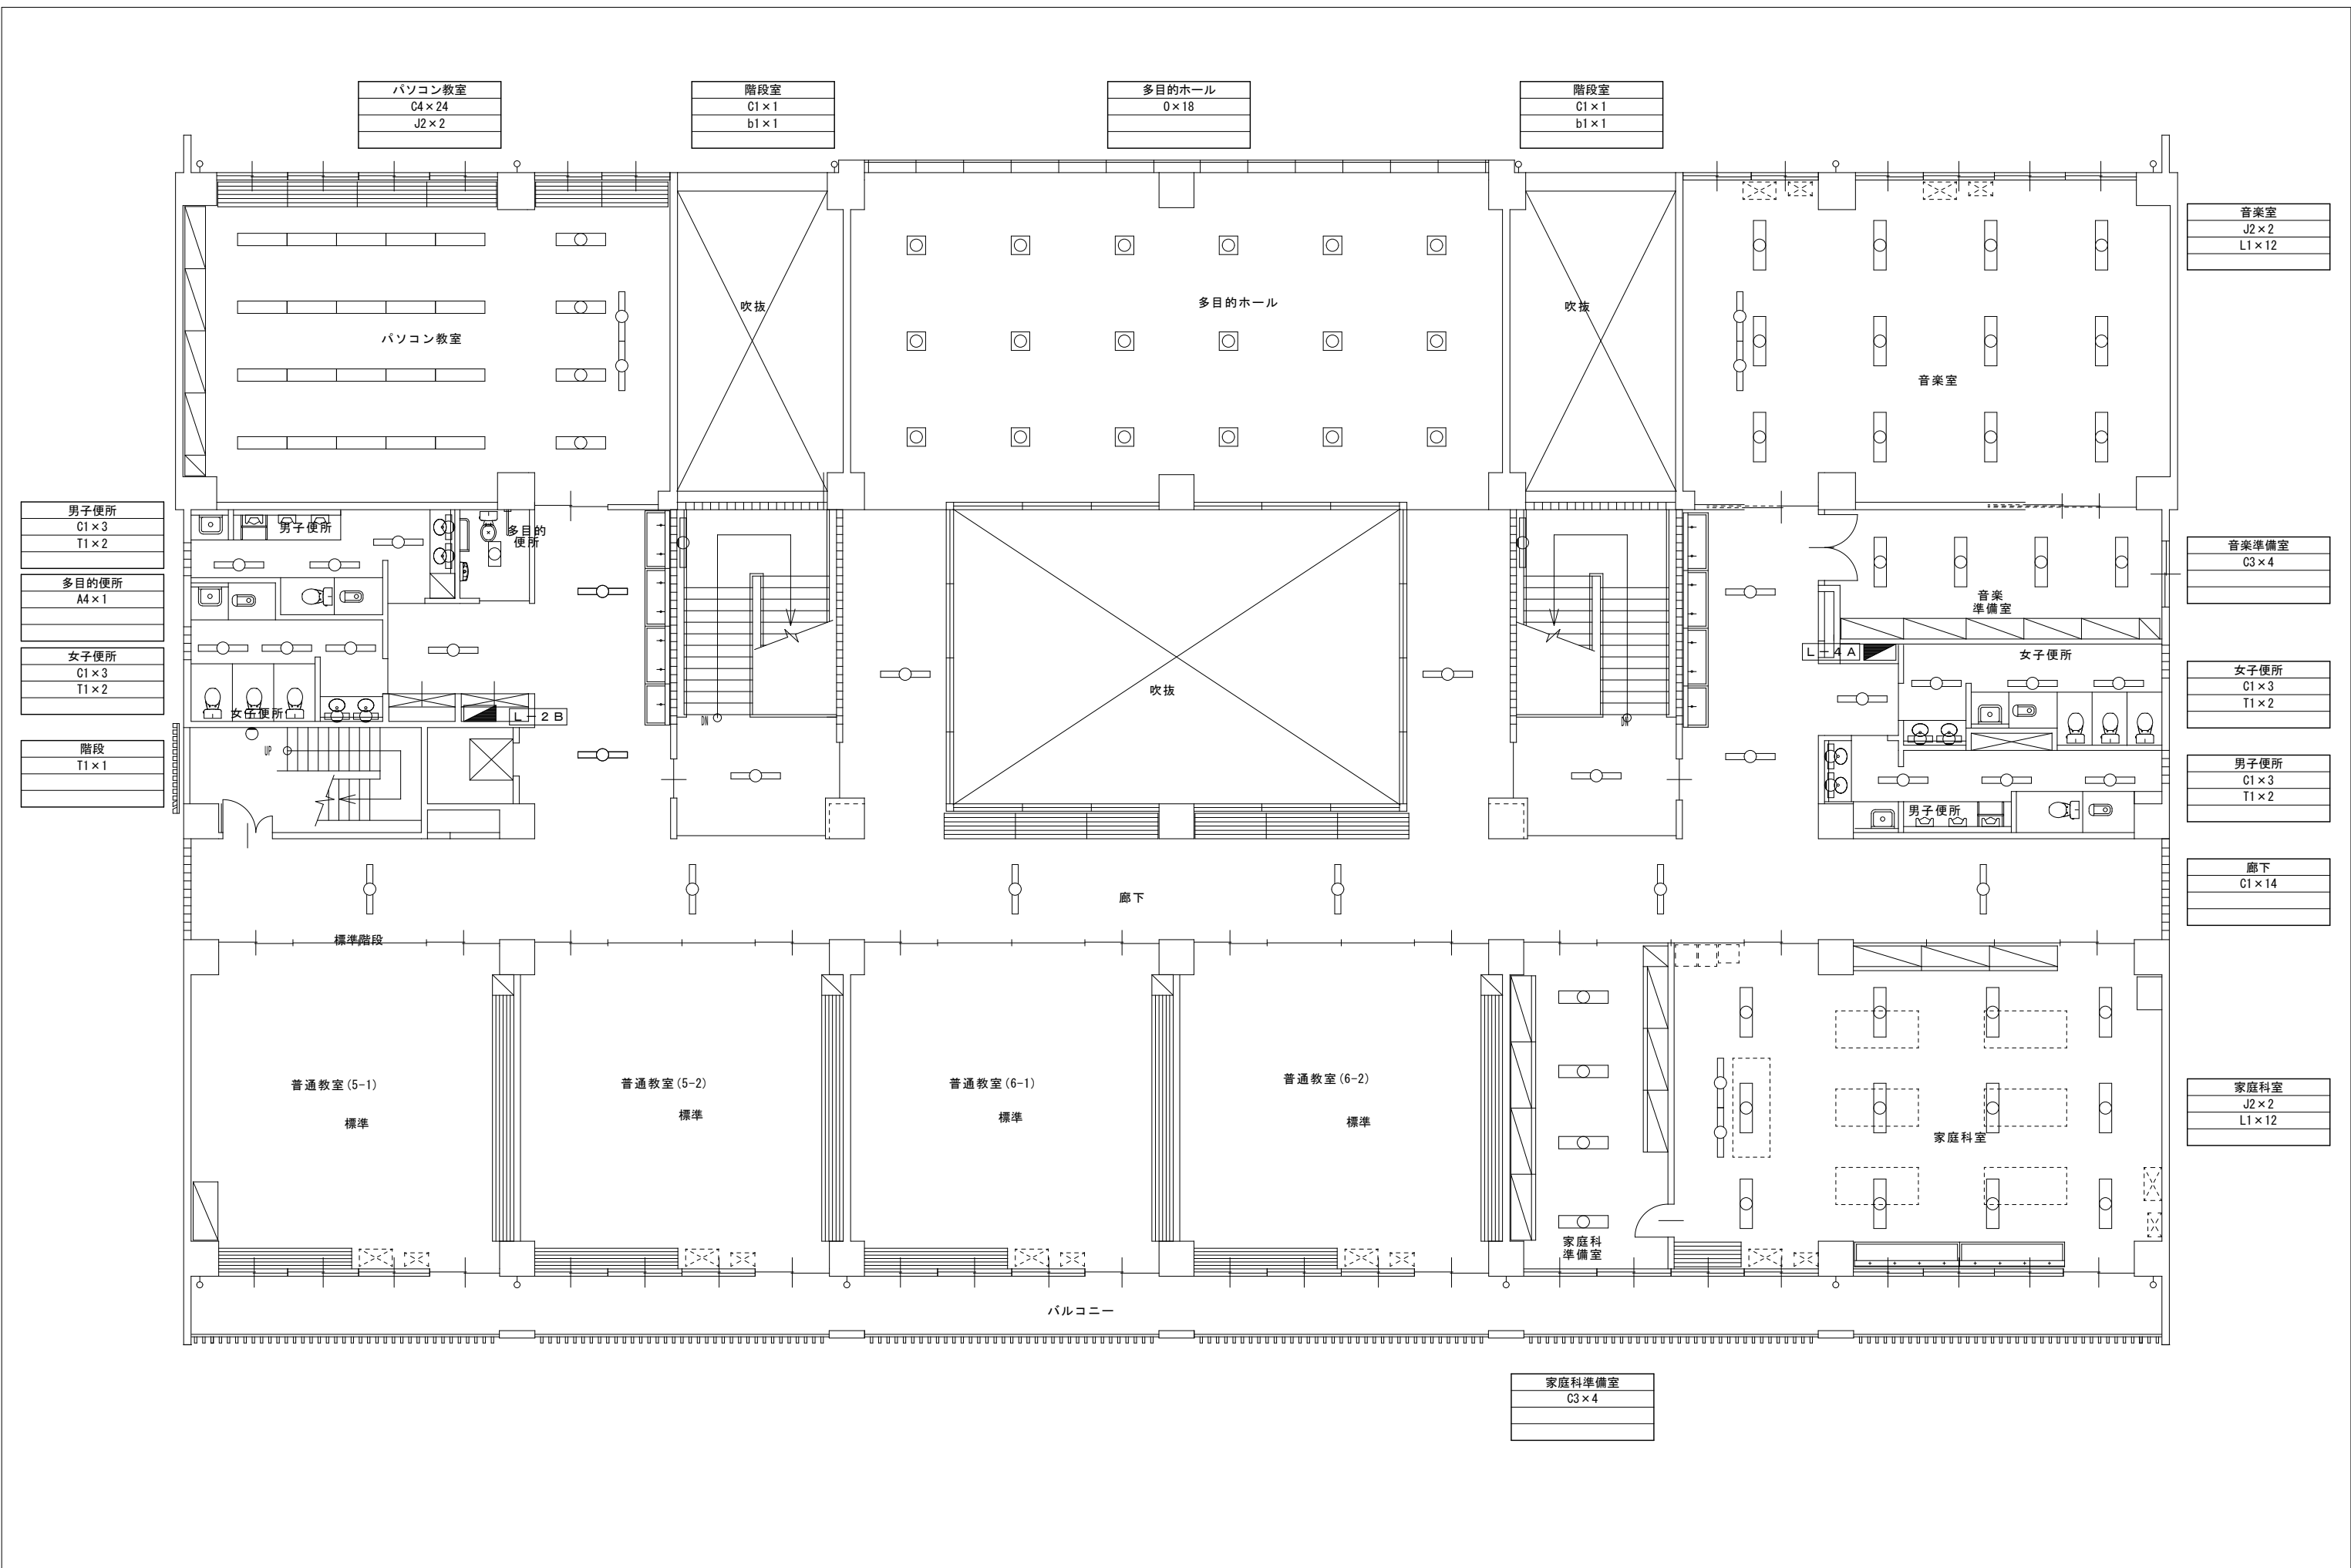 パソコン教室
C4×24
J2×2
階段室
C1×1
b1×1
多目的ホール
O×18
階段室
C1×1
b1×1
音楽室
J2×2
L1×12
吹抜
多目的ホール
吹抜
パソコン教室
音楽室
男子便所
C1×3
T1×2
多目的便所
A4×1
女子便所
C1×3
T1×2
階段
T1×1
男子便所
多目的
便所
女子便所
L-2B
UP
DN
吹抜
DN
音楽
準備室
L-4A
女子便所
男子便所
音楽準備室
C3×4
女子便所
C1×3
T1×2
男子便所
C1×3
T1×2
廊下
C1×14
廊下
標準階段
普通教室(5-1)
標準
普通教室(5-2)
標準
普通教室(6-1)
標準
普通教室(6-2)
標準
家庭科
準備室
家庭科室
家庭科室
J2×2
L1×12
バルコニー
家庭科準備室
C3×4